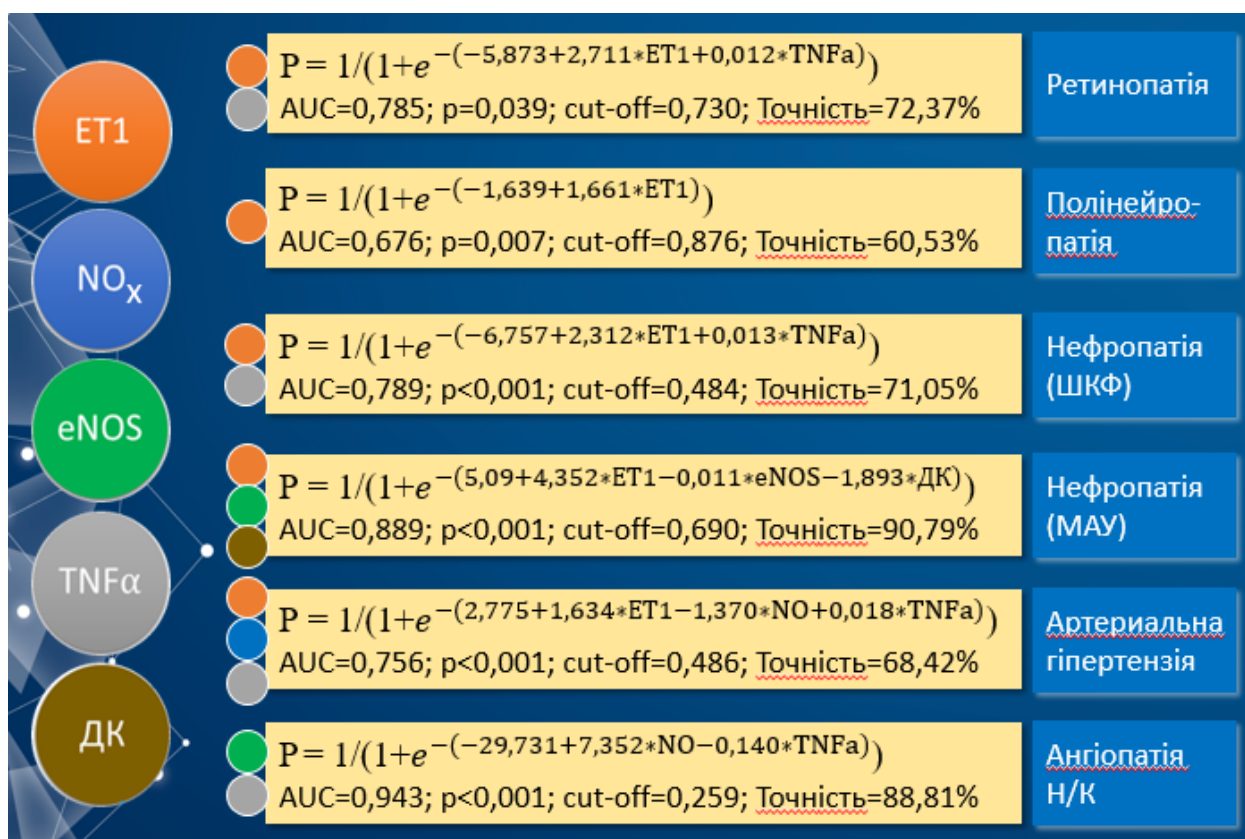 ET1
NOx
eNOS
TNFα
ДК
P = 1/(1+e^−(−5,873+2,711*ET1+0,012*TNFa))
AUC=0,785; p=0,039; cut-off=0,730; Точність=72,37%
Ретинопатія
P = 1/(1+e^−(−1,639+1,661*ET1))
AUC=0,676; p=0,007; cut-off=0,876; Точність=60,53%
Полінейро-
патія
P = 1/(1+e^−(−6,757+2,312*ET1+0,013*TNFa))
AUC=0,789; p<0,001; cut-off=0,484; Точність=71,05%
Нефропатія
(ШКФ)
P = 1/(1+e^−(5,09+4,352*ET1−0,011*eNOS−1,893*ДК))
AUC=0,889; p<0,001; cut-off=0,690; Точність=90,79%
Нефропатія
(МАУ)
P = 1/(1+e^−(2,775+1,634*ET1−1,370*NO+0,018*TNFa))
AUC=0,756; p<0,001; cut-off=0,486; Точність=68,42%
Артериальна
гіпертензія
P = 1/(1+e^−(−29,731+7,352*NO−0,140*TNFa))
AUC=0,943; p<0,001; cut-off=0,259; Точність=88,81%
Ангіопатія
Н/К